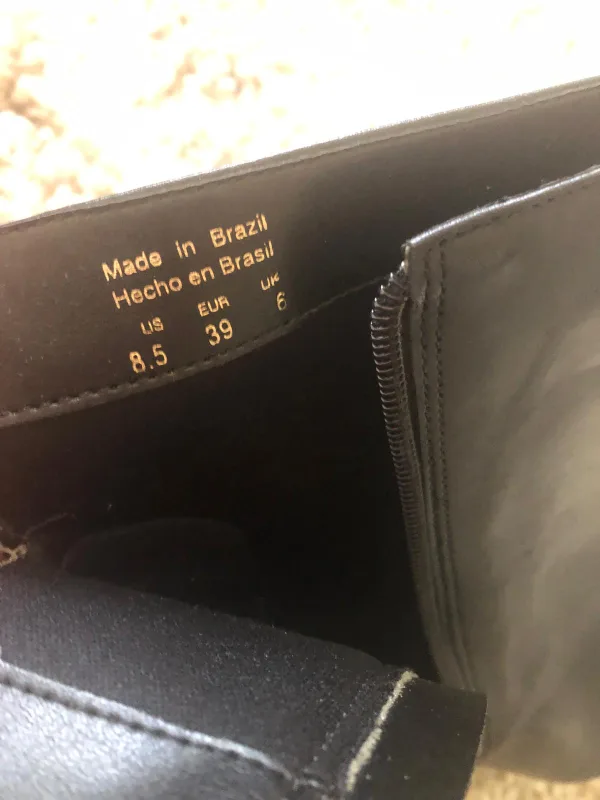 Made in Brazil
Hecho en Brasil
US EUR UK
8.5 39 6